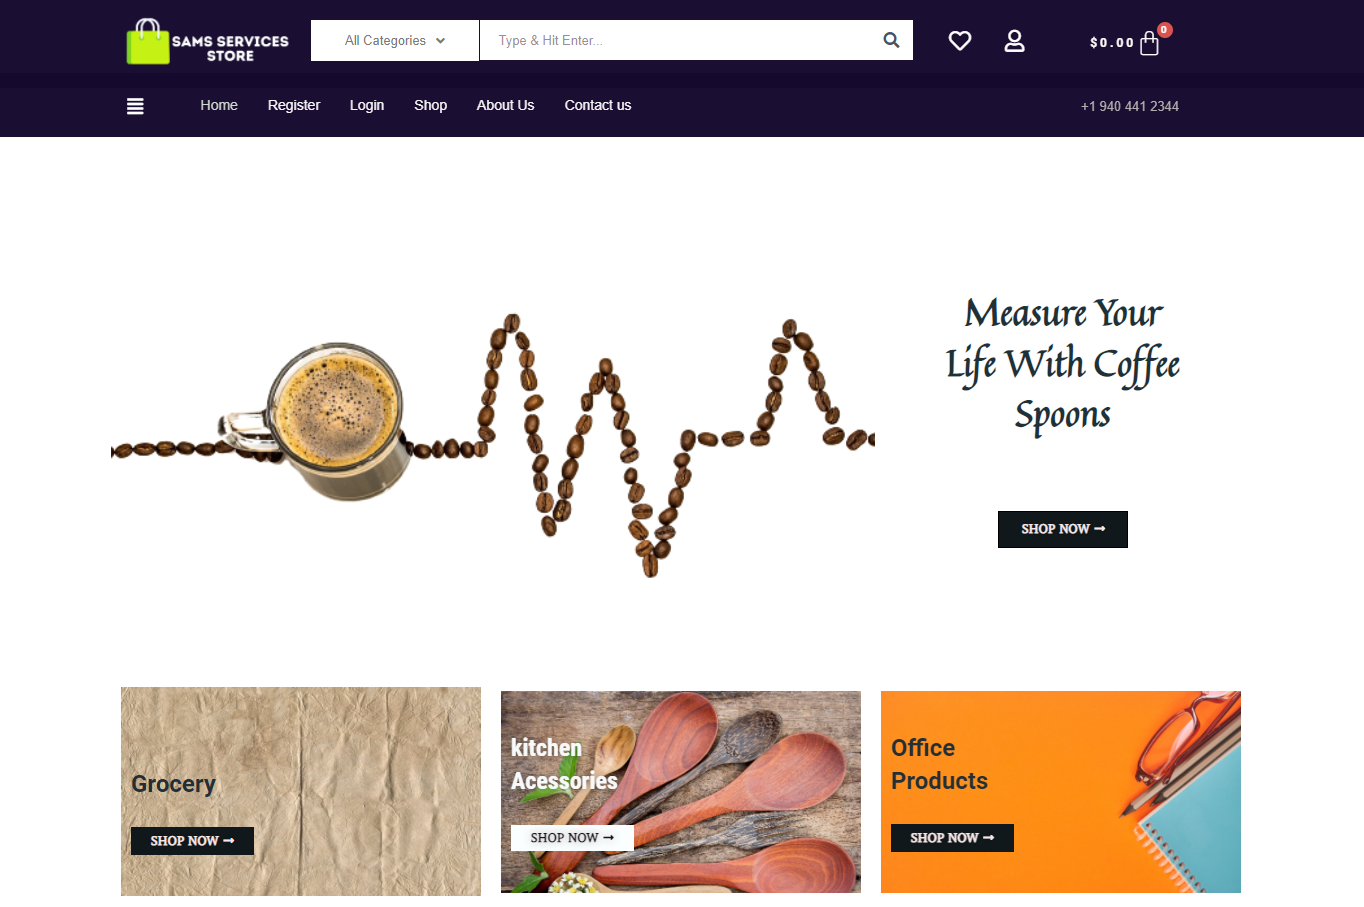 SAMS SERVICES
STORE
All Categories
Type & Hit Enter...
$0.00
0
Home
Register
Login
Shop
About Us
Contact us
+1 940 441 2344
Measure Your
Life With Coffee
Spoons
SHOP NOW
Grocery
SHOP NOW
kitchen
Acessories
SHOP NOW
Office
Products
SHOP NOW